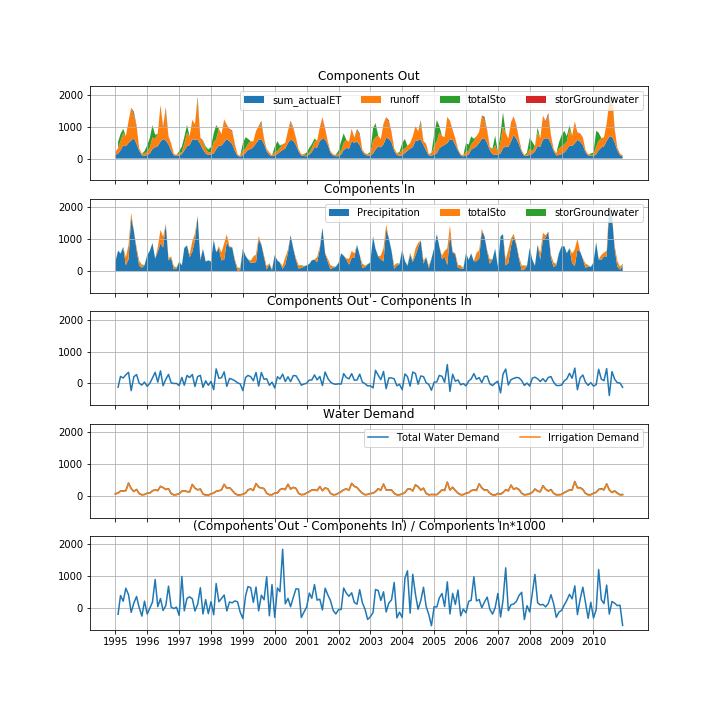 Components Out
2000
1000
0
sum_actualET runoff totalSto storGroundwater
Components In
2000
1000
0
Precipitation totalSto storGroundwater
Components Out - Components In
2000
1000
0
Water Demand
2000
1000
0
Total Water Demand Irrigation Demand
(Components Out - Components In) / Components In*1000
2000
1000
0
1995 1996 1997 1998 1999 2000 2001 2002 2003 2004 2005 2006 2007 2008 2009 2010